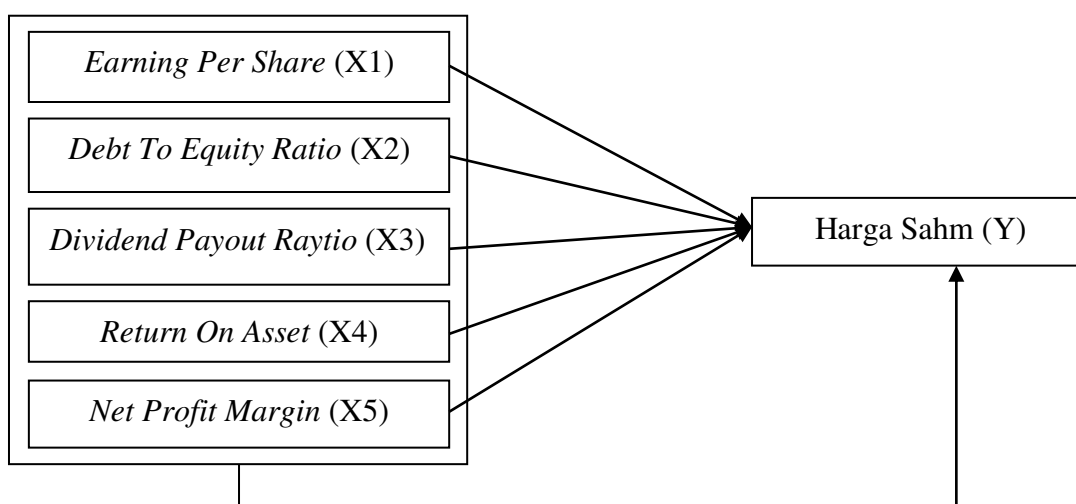 Earning Per Share (X1)
Debt To Equity Ratio (X2)
Dividend Payout Raytio (X3)
Harga Sahm (Y)
Return On Asset (X4)
Net Profit Margin (X5)